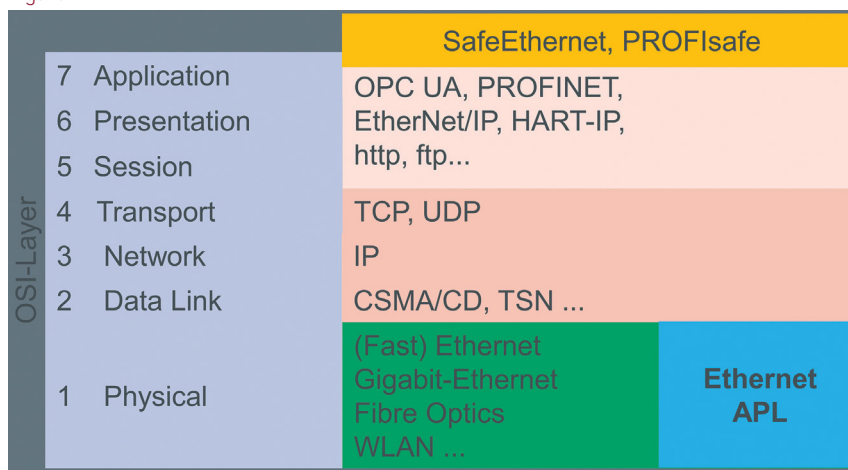 SafeEthernet, PROFIsafe
OSI-Layer
7 Application
6 Presentation
5 Session
OPC UA, PROFINET,
EtherNet/IP, HART-IP,
http, ftp...
4 Transport
TCP, UDP
3 Network
IP
2 Data Link
CSMA/CD, TSN ...
1 Physical
(Fast) Ethernet
Gigabit-Ethernet
Fibre Optics
WLAN ...
Ethernet
APL